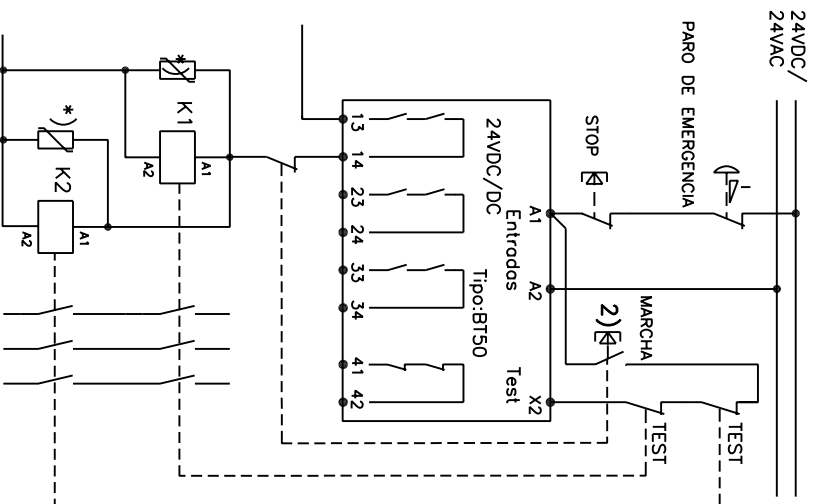 24VDC/
24VAC
PARO DE EMERGENCIA
STOP
MARCHA
2)
TEST
TEST
A1
A2
X2
Entradas
Test
24VDC/DC
Tipo:BT50
13
14
23
24
33
34
41
42
*
K1
A1
A2
*)
K2
A1
A2